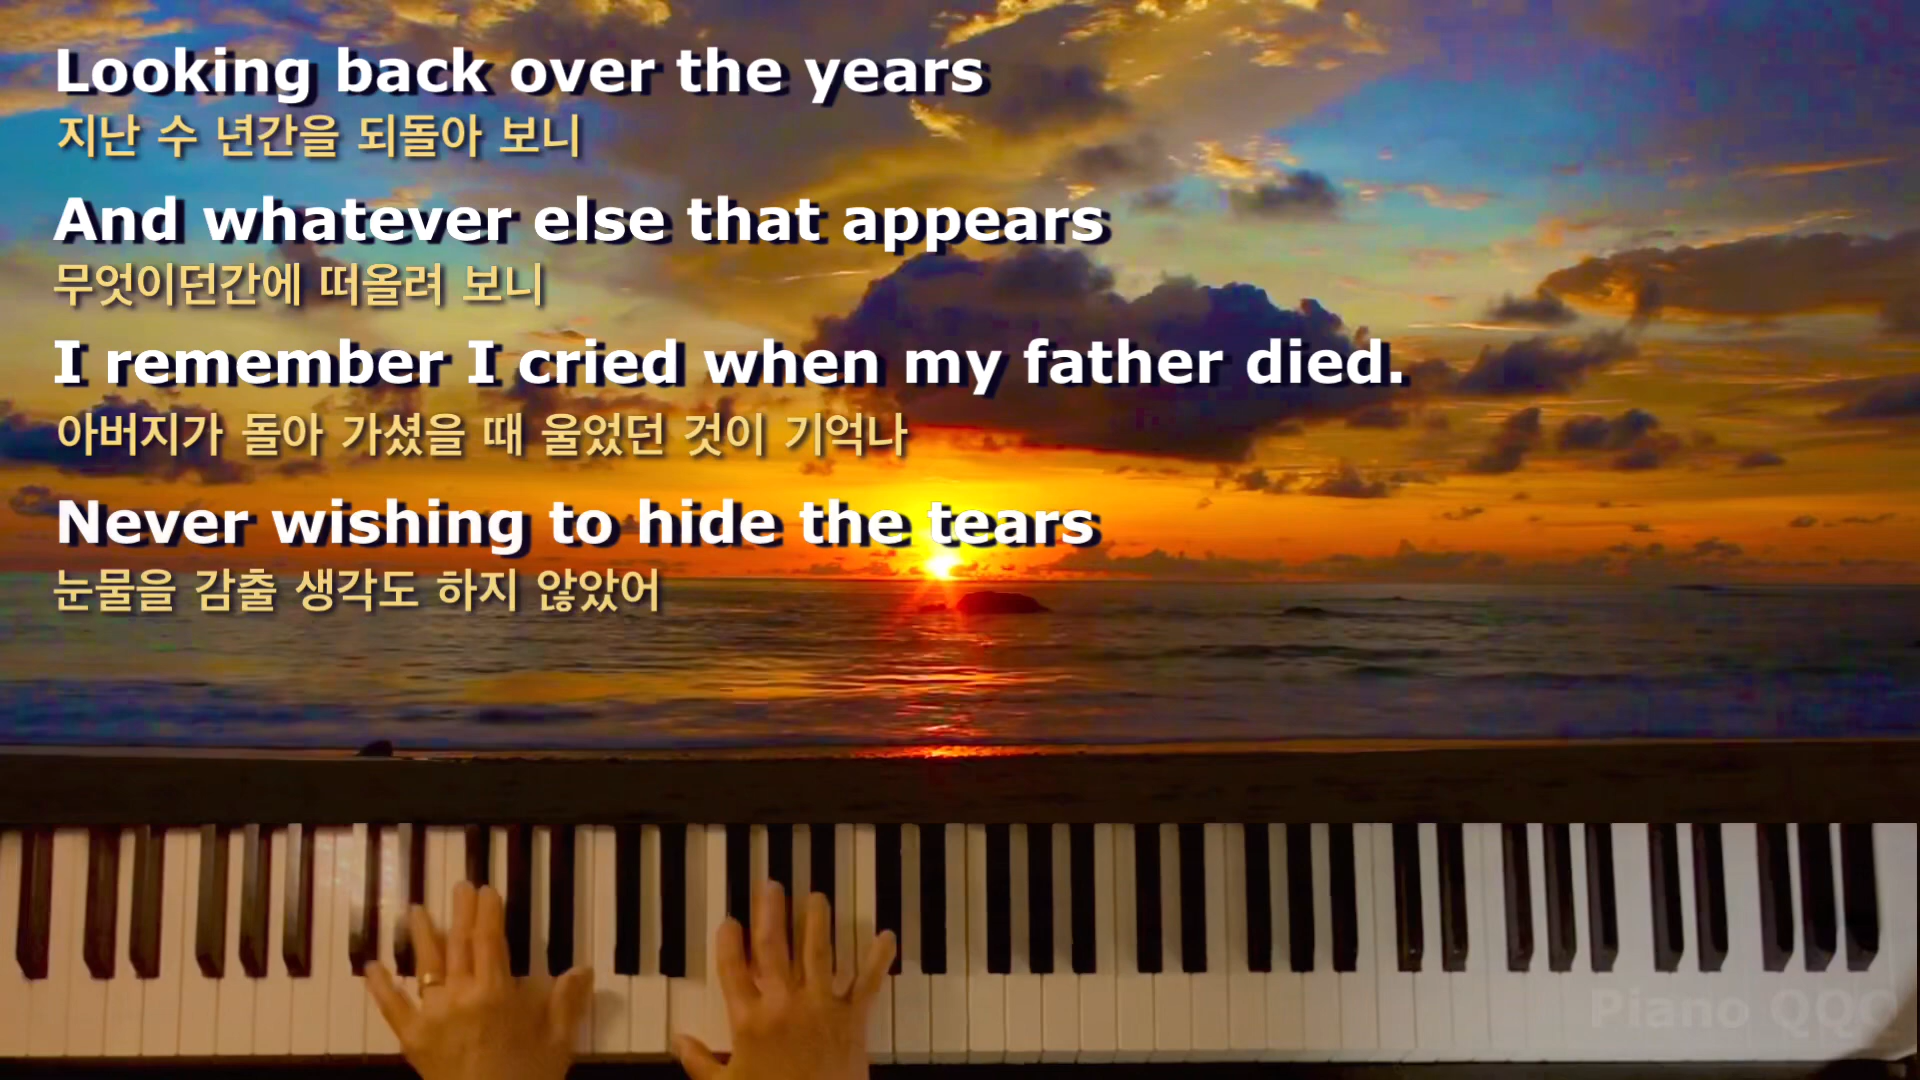 Looking back over the years
지난 수 년간을 되돌아 보니
And whatever else that appears
무엇이던간에 떠올려 보니
I remember I cried when my father died.
아버지가 돌아 가셨을 때 울었던 것이 기억나
Never wishing to hide the tears
눈물을 감출 생각도 하지 않았어
Piano QQQ